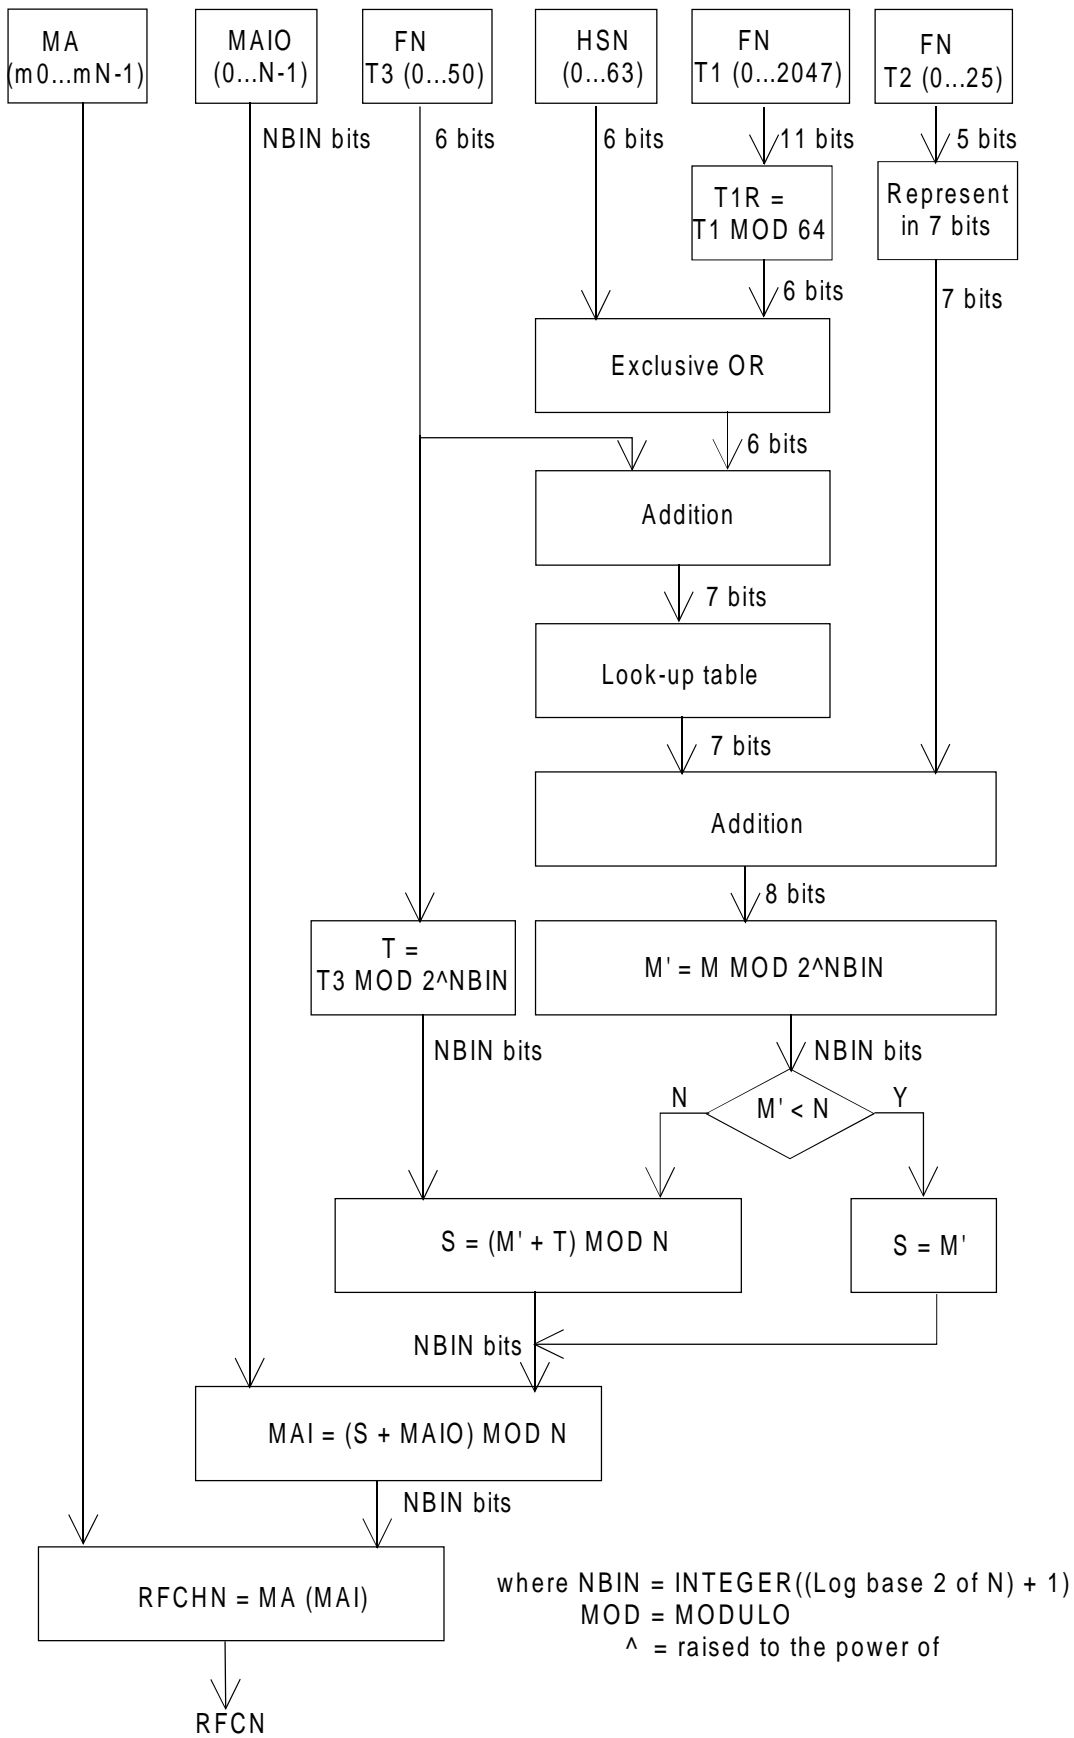 MA
(m0...mN-1)
MAIO
(0...N-1)
FN
T3 (0...50)
HSN
(0...63)
FN
T1 (0...2047)
FN
T2 (0...25)
NBIN bits
6 bits
6 bits
11 bits
5 bits
T1R =
T1 MOD 64
Represent
in 7 bits
6 bits
7 bits
Exclusive OR
6 bits
Addition
7 bits
Look-up table
7 bits
Addition
8 bits
T =
T3 MOD 2^NBIN
M' = M MOD 2^NBIN
NBIN bits
NBIN bits
N
M' < N
Y
S = (M' + T) MOD N
S = M'
NBIN bits
MAI = (S + MAIO) MOD N
NBIN bits
RFCHN = MA (MAI)
where NBIN = INTEGER((Log base 2 of N) + 1)
MOD = MODULO
^ = raised to the power of
RFCN